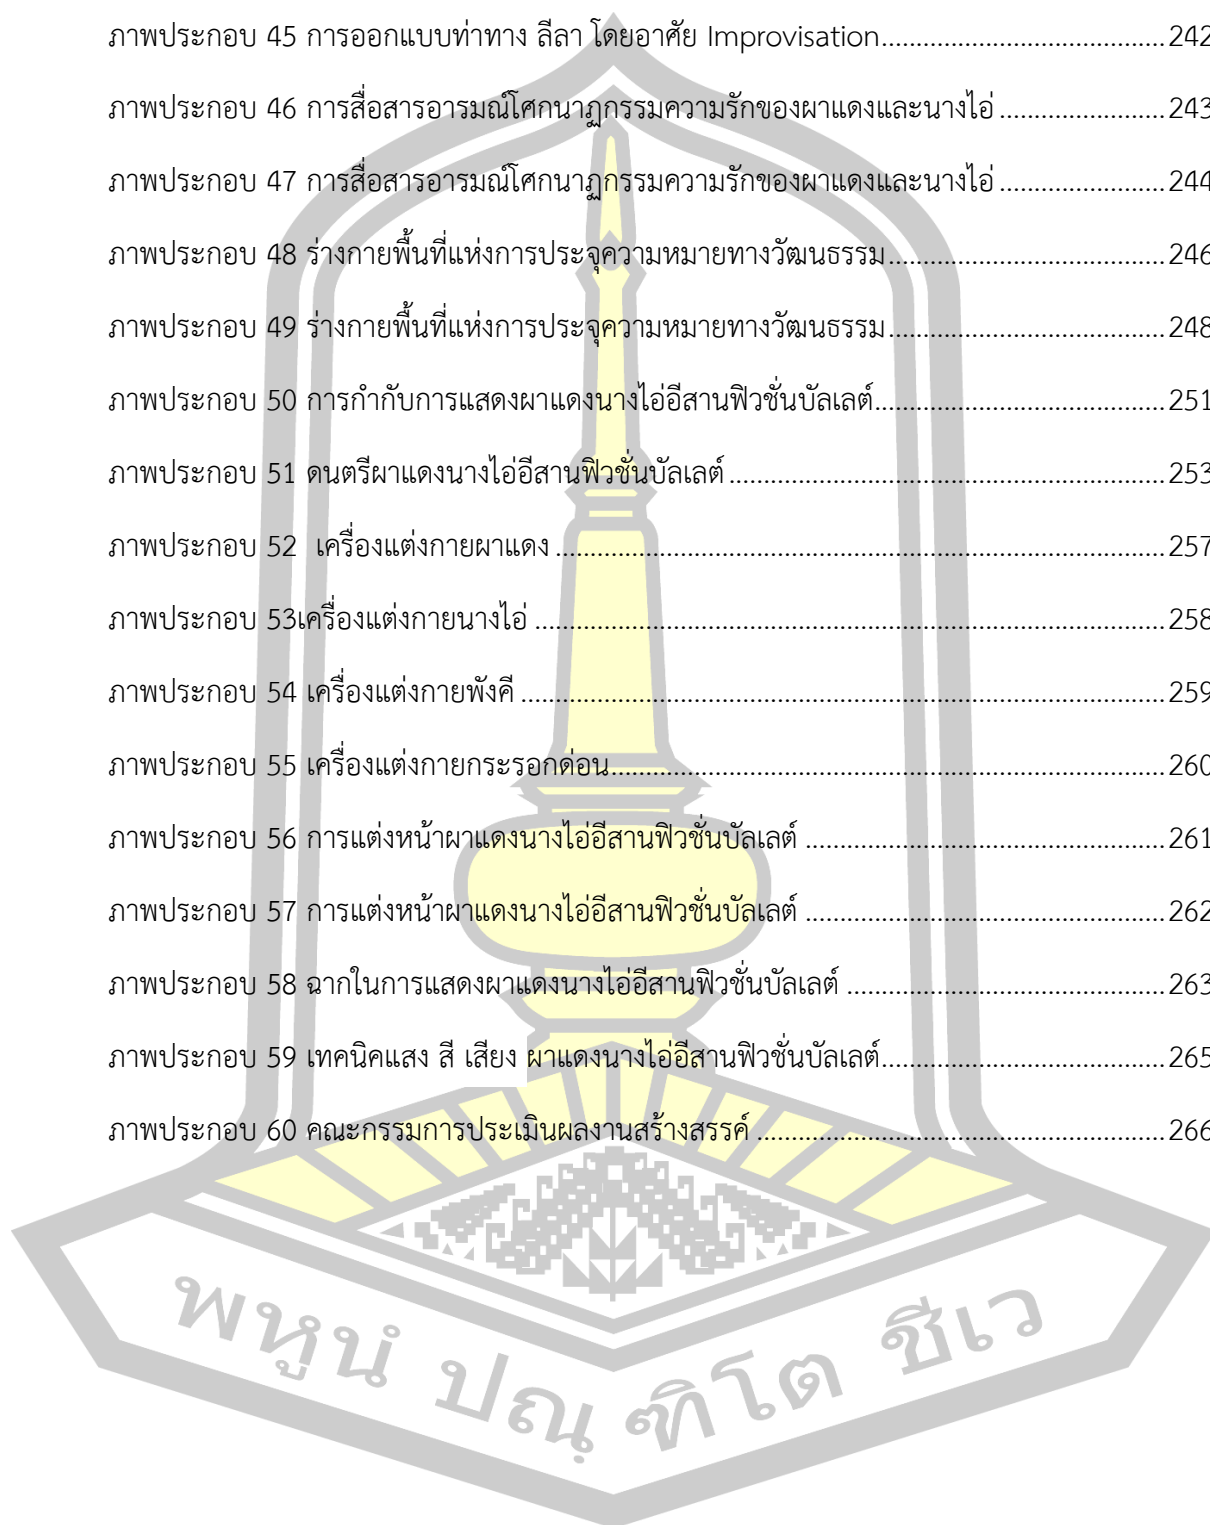 ภาพประกอบ 45 การออกแบบท่าทาง ลีลา โดยอาศัย Improvisation........................................242
ภาพประกอบ 46 การสื่อสารอารมณ์โศกนาฏกรรมความรักของผาแดงและนางไอ่ .......................243
ภาพประกอบ 47 การสื่อสารอารมณ์โศกนาฏกรรมความรักของผาแดงและนางไอ่ .......................244
ภาพประกอบ 48 ร่างกายพื้นที่แห่งการประจุความหมายทางวัฒนธรรม.......................................246
ภาพประกอบ 49 ร่างกายพื้นที่แห่งการประจุความหมายทางวัฒนธรรม.......................................248
ภาพประกอบ 50 การกำกับการแสดงผาแดงนางไอ่อีสานฟิวชั่นบัลเลต์.........................................251
ภาพประกอบ 51 ดนตรีผาแดงนางไอ่อีสานฟิวชั่นบัลเลต์ ..............................................................253
ภาพประกอบ 52  เครื่องแต่งกายผาแดง .......................................................................................257
ภาพประกอบ 53เครื่องแต่งกายนางไอ่ ..........................................................................................258
ภาพประกอบ 54 เครื่องแต่งกายพังคี ............................................................................................259
ภาพประกอบ 55 เครื่องแต่งกายกระรอกด่อน...............................................................................260
ภาพประกอบ 56 การแต่งหน้าผาแดงนางไอ่อีสานฟิวชั่นบัลเลต์ ...................................................261
ภาพประกอบ 57 การแต่งหน้าผาแดงนางไอ่อีสานฟิวชั่นบัลเลต์ ...................................................262
ภาพประกอบ 58 ฉากในการแสดงผาแดงนางไอ่อีสานฟิวชั่นบัลเลต์ .............................................263
ภาพประกอบ 59 เทคนิคแสง สี เสียง ผาแดงนางไอ่อีสานฟิวชั่นบัลเลต์........................................265
ภาพประกอบ 60 คณะกรรมการประเมินผลงานสร้างสรรค์ ..........................................................266
พหูนํ ปณฺฑิโต ชีเว